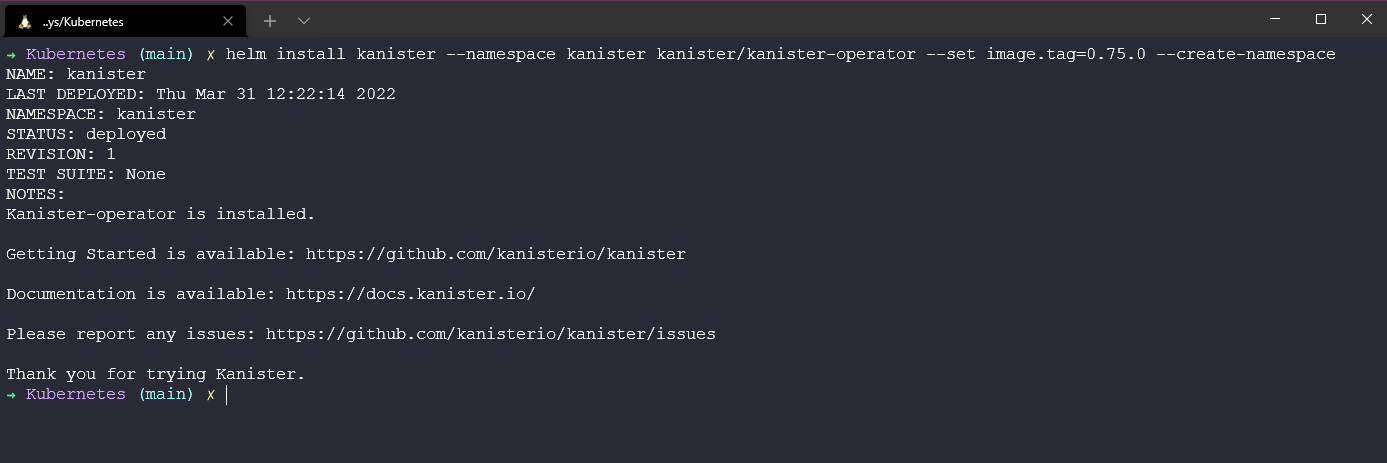 ..ys/Kubernetes
→ Kubernetes (main) ✗ helm install kanister --namespace kanister kanister/kanister-operator --set image.tag=0.75.0 --create-namespace
NAME: kanister
LAST DEPLOYED: Thu Mar 31 12:22:14 2022
NAMESPACE: kanister
STATUS: deployed
REVISION: 1
TEST SUITE: None
NOTES:
Kanister-operator is installed.
Getting Started is available: https://github.com/kanisterio/kanister
Documentation is available: https://docs.kanister.io/
Please report any issues: https://github.com/kanisterio/kanister/issues
Thank you for trying Kanister.
→ Kubernetes (main) ✗